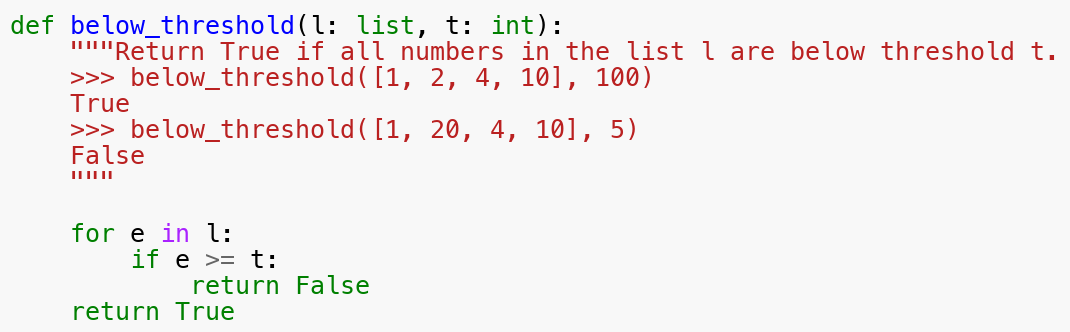 def below_threshold(l: list, t: int):
    """Return True if all numbers in the list l are below threshold t.
    >>> below_threshold([1, 2, 4, 10], 100)
    True
    >>> below_threshold([1, 20, 4, 10], 5)
    False
    """

    for e in l:
        if e >= t:
            return False
    return True